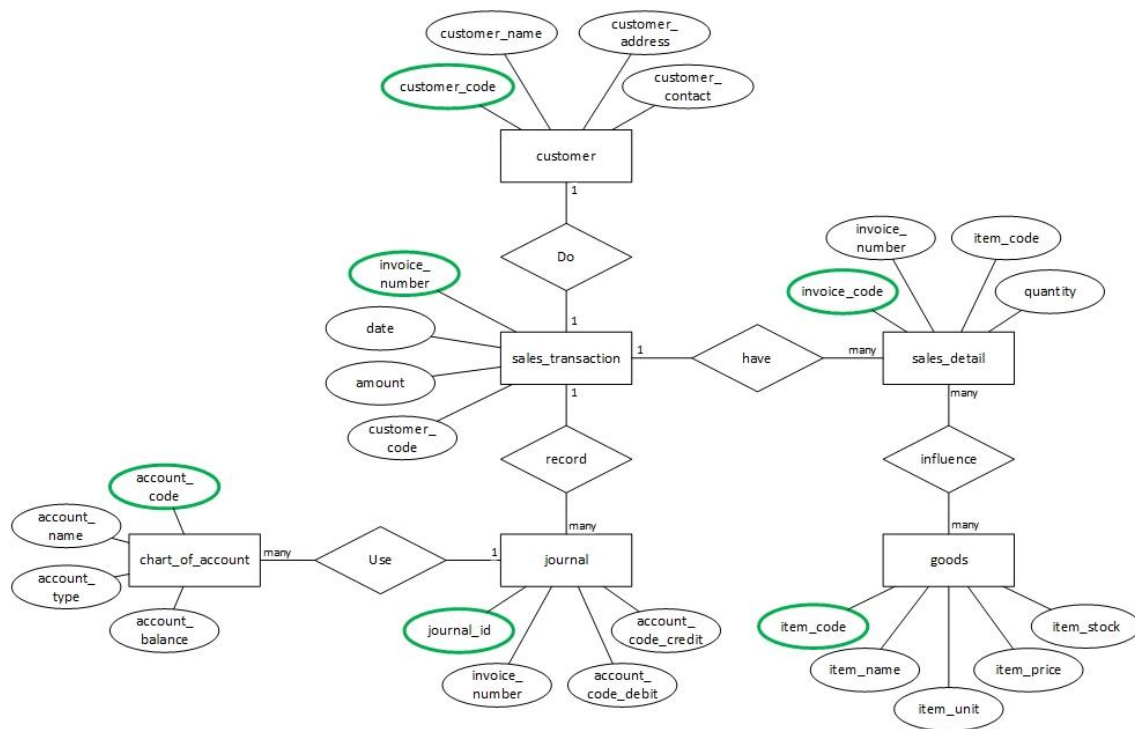 customer_name
customer_
address
customer_code
customer_
contact
customer
1
Do
1
invoice_
number
date
amount
customer_
code
sales_transaction
1
have
many
sales_detail
invoice_
number
item_code
invoice_code
quantity
1
record
many
many
influence
many
account_
code
account_
name
account_
type
account_
balance
chart_of_account
many
Use
1
journal
journal_id
invoice_
number
account_
code_debit
account_
code_credit
goods
item_code
item_name
item_unit
item_price
item_stock